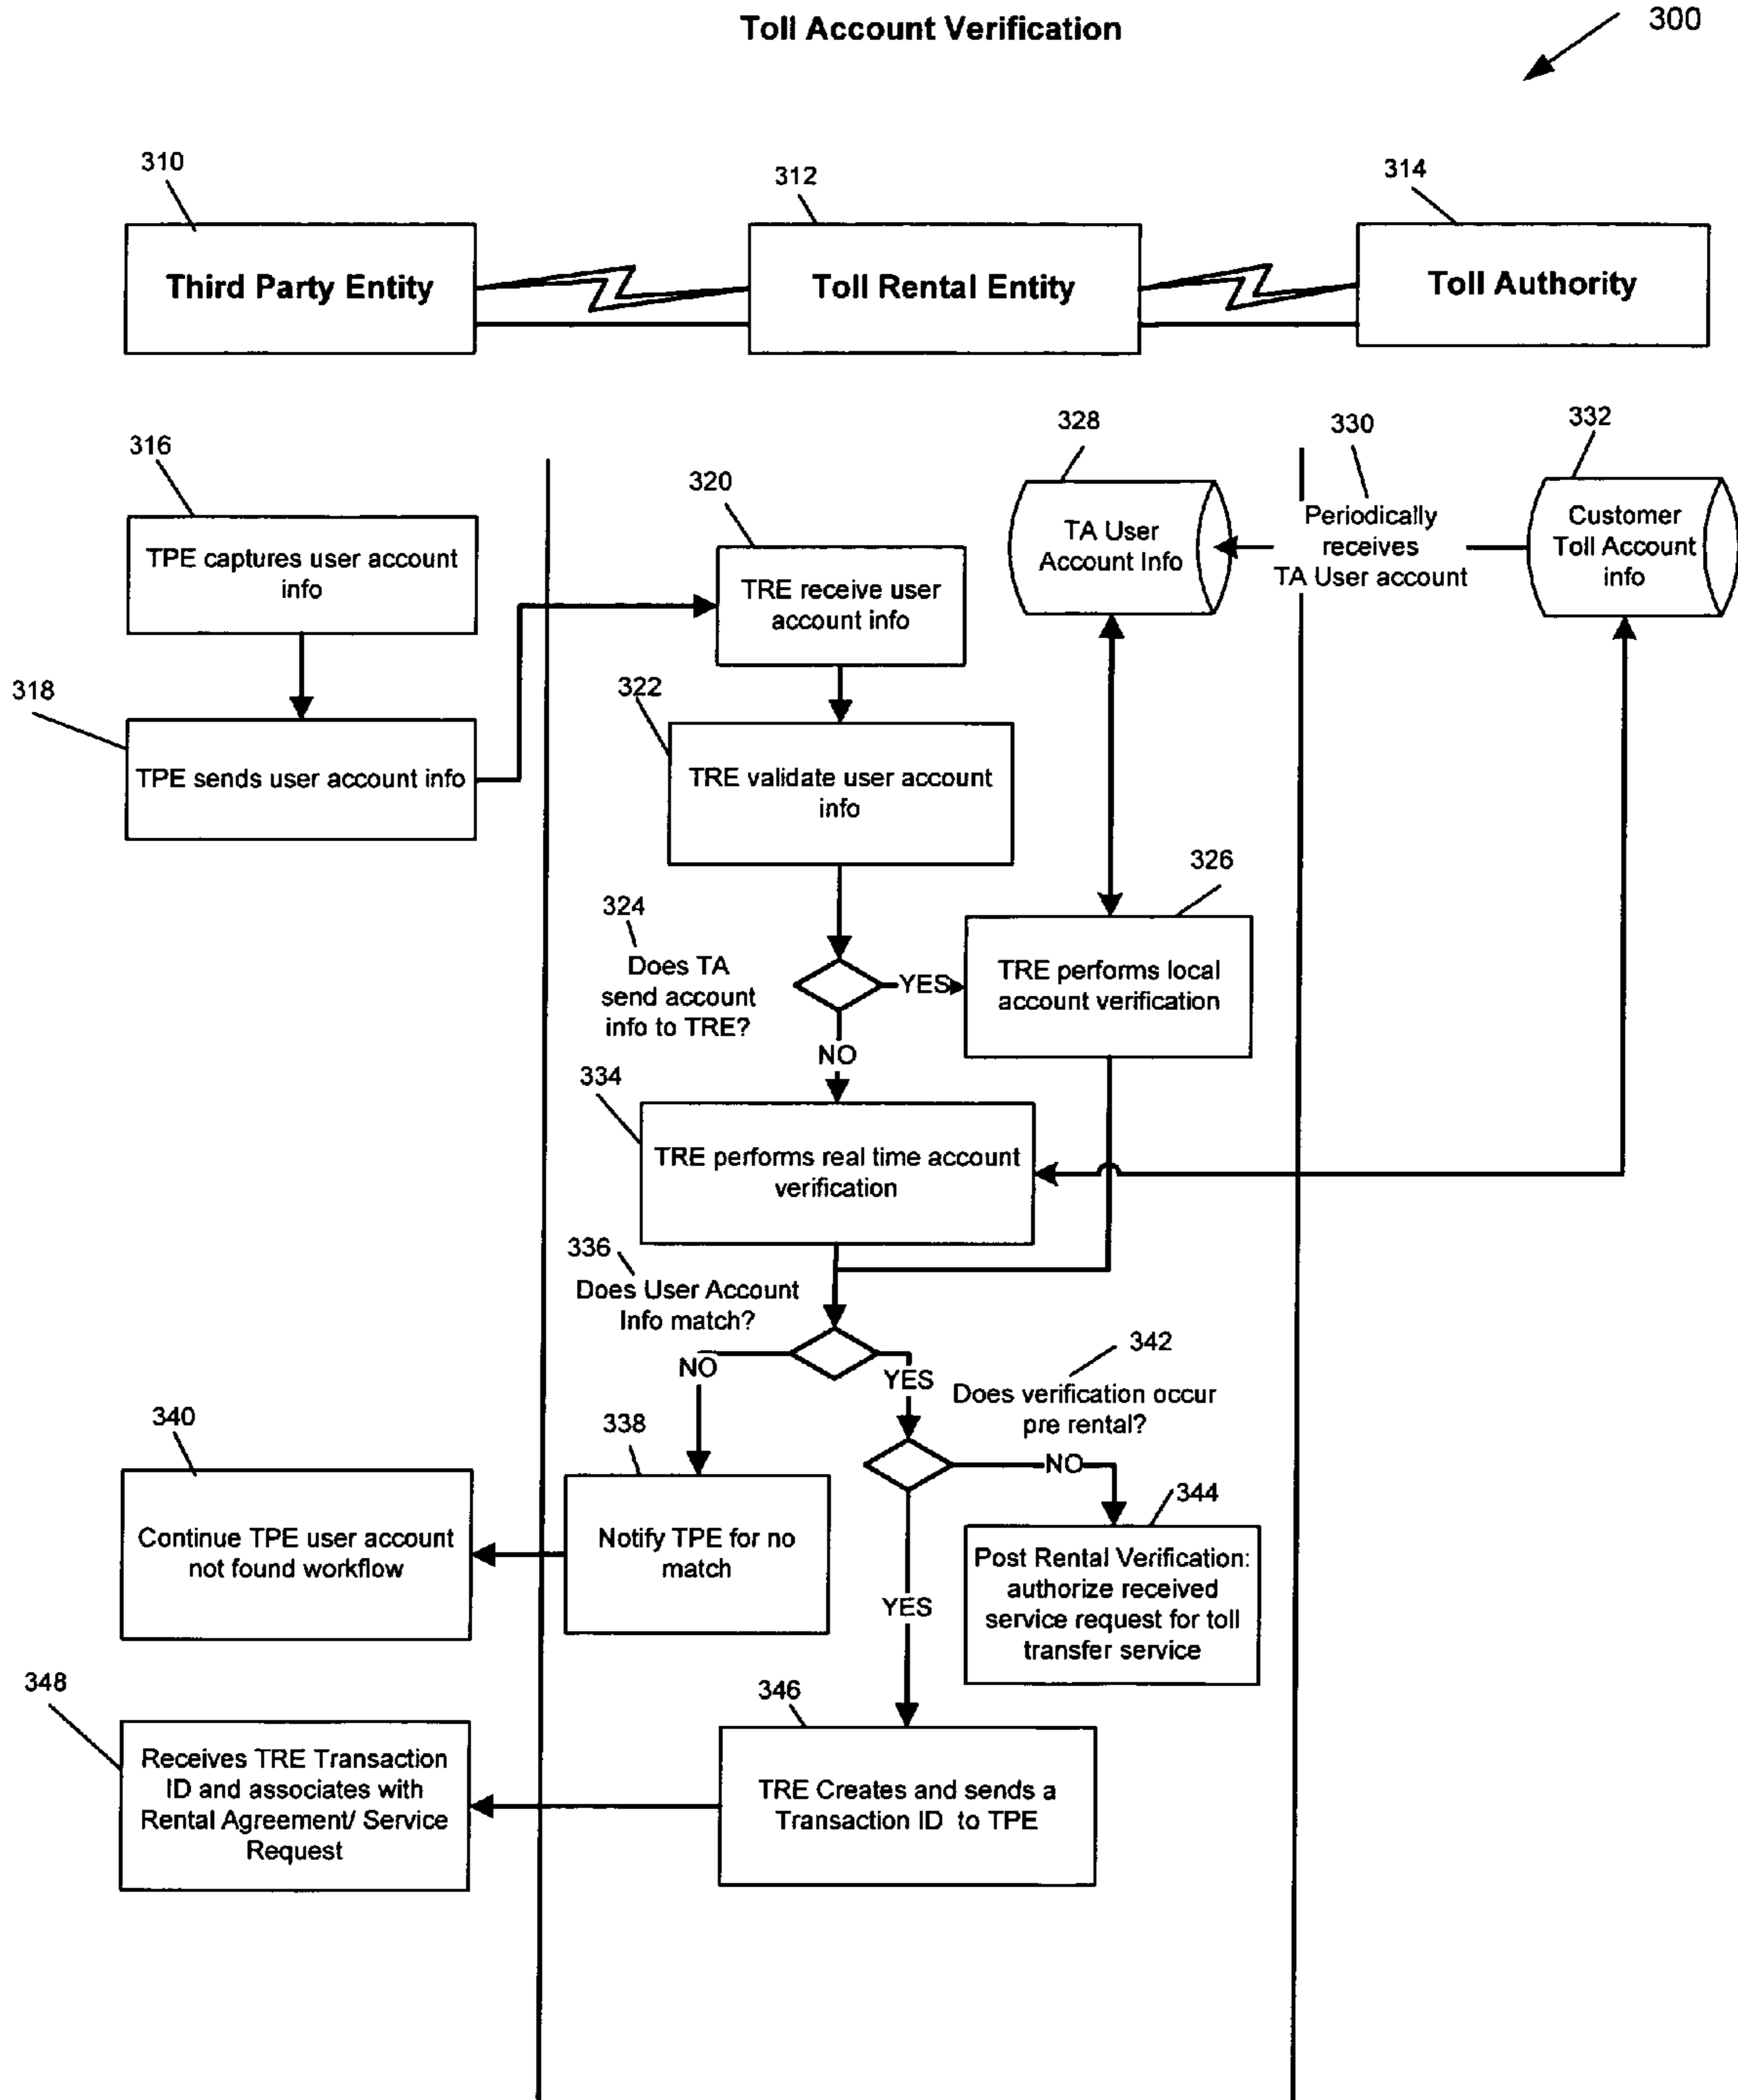 Toll Account Verification
300
310
312
314
Third Party Entity
Toll Rental Entity
Toll Authority
316
TPE captures user account
info
318
TPE sends user account info
320
TRE receive user
account info
322
TRE validate user account
info
328
TA User
Account Info
330
Periodically
receives
TA User account
332
Customer
Toll Account
info
324
Does TA
send account
info to TRE?
YES
NO
326
TRE performs local
account verification
334
TRE performs real time account
verification
336
Does User Account
Info match?
NO
YES
342
Does verification occur
pre rental?
NO
YES
338
Notify TPE for no
match
340
Continue TPE user account
not found workflow
344
Post Rental Verification:
authorize received
service request for toll
transfer service
346
TRE Creates and sends a
Transaction ID to TPE
348
Receives TRE Transaction
ID and associates with
Rental Agreement/ Service
Request